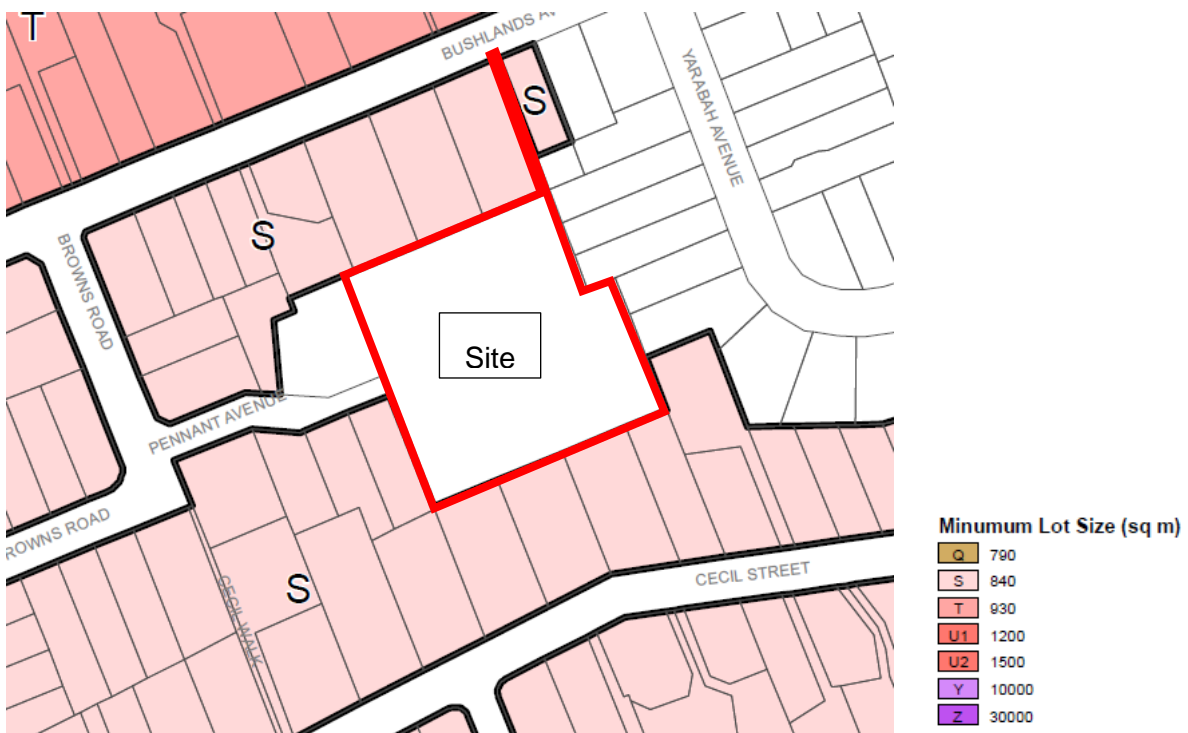 T
BUSHLANDS AV
S
YARABAH AVENUE
S
BROWNS ROAD
Site
PENNANT AVENUE
ROWNS ROAD
CECIL STREET
S
CECIL WALK
Minumum Lot Size (sq m)
Q 790
S 840
T 930
U1 1200
U2 1500
Y 10000
Z 30000